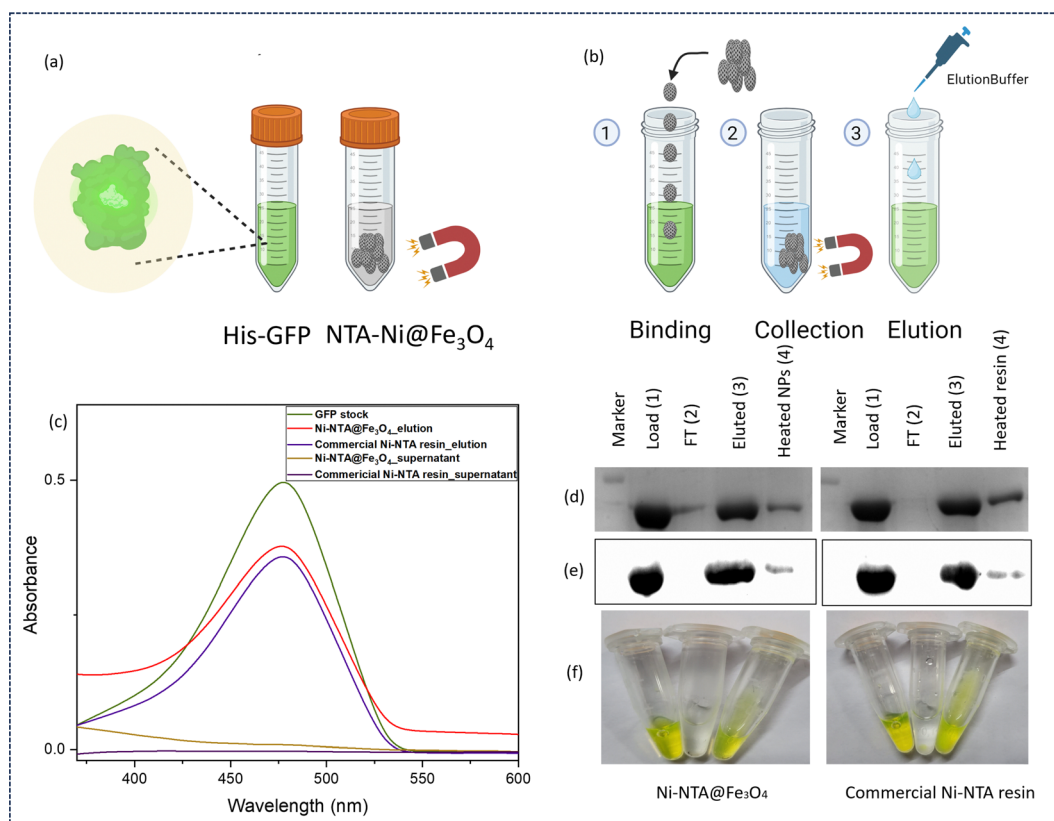 (a)
His-GFP
NTA-Ni@Fe₃O₄
(b)
ElutionBuffer
1
2
3
Binding
Collection
Elution
(c)
GFP stock
Ni-NTA@Fe₃O₄_elution
Commercial Ni-NTA resin_elution
Ni-NTA@Fe₃O₄_supernatant
Commericial Ni-NTA resin_supernatant
Absorbance
0.5
0.0
400
450
500
550
600
Wavelength (nm)
Marker
Load (1)
FT (2)
Eluted (3)
Heated NPs (4)
Marker
Load (1)
FT (2)
Eluted (3)
Heated resin (4)
(d)
(e)
(f)
Ni-NTA@Fe₃O₄
Commercial Ni-NTA resin